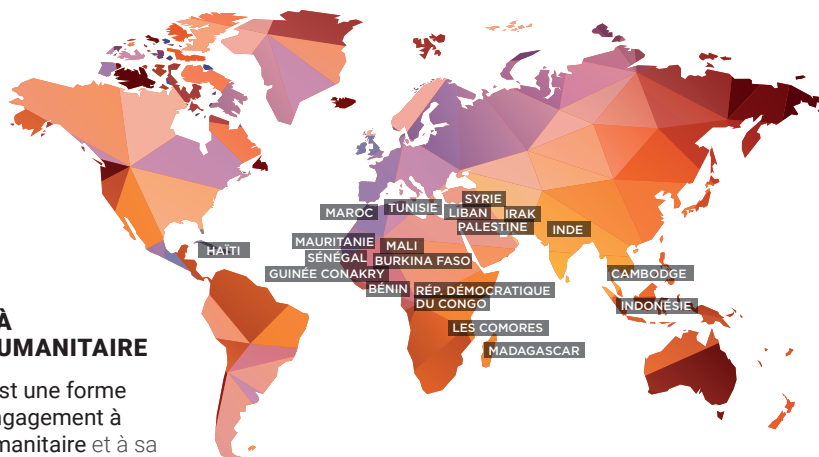 SYRIE
MAROC
TUNISIE
LIBAN
IRAK
PALESTINE
INDE
MAURITANIE
MALI
HAÏTI
SÉNÉGAL
BURKINA FASO
GUINÉE CONAKRY
CAMBODGE
BÉNIN
RÉP. DÉMOCRATIQUE
DU CONGO
INDONÉSIE
LES COMORES
MADAGASCAR
À
UMANITAIRE
st une forme
ngagement à
manitaire et à sa